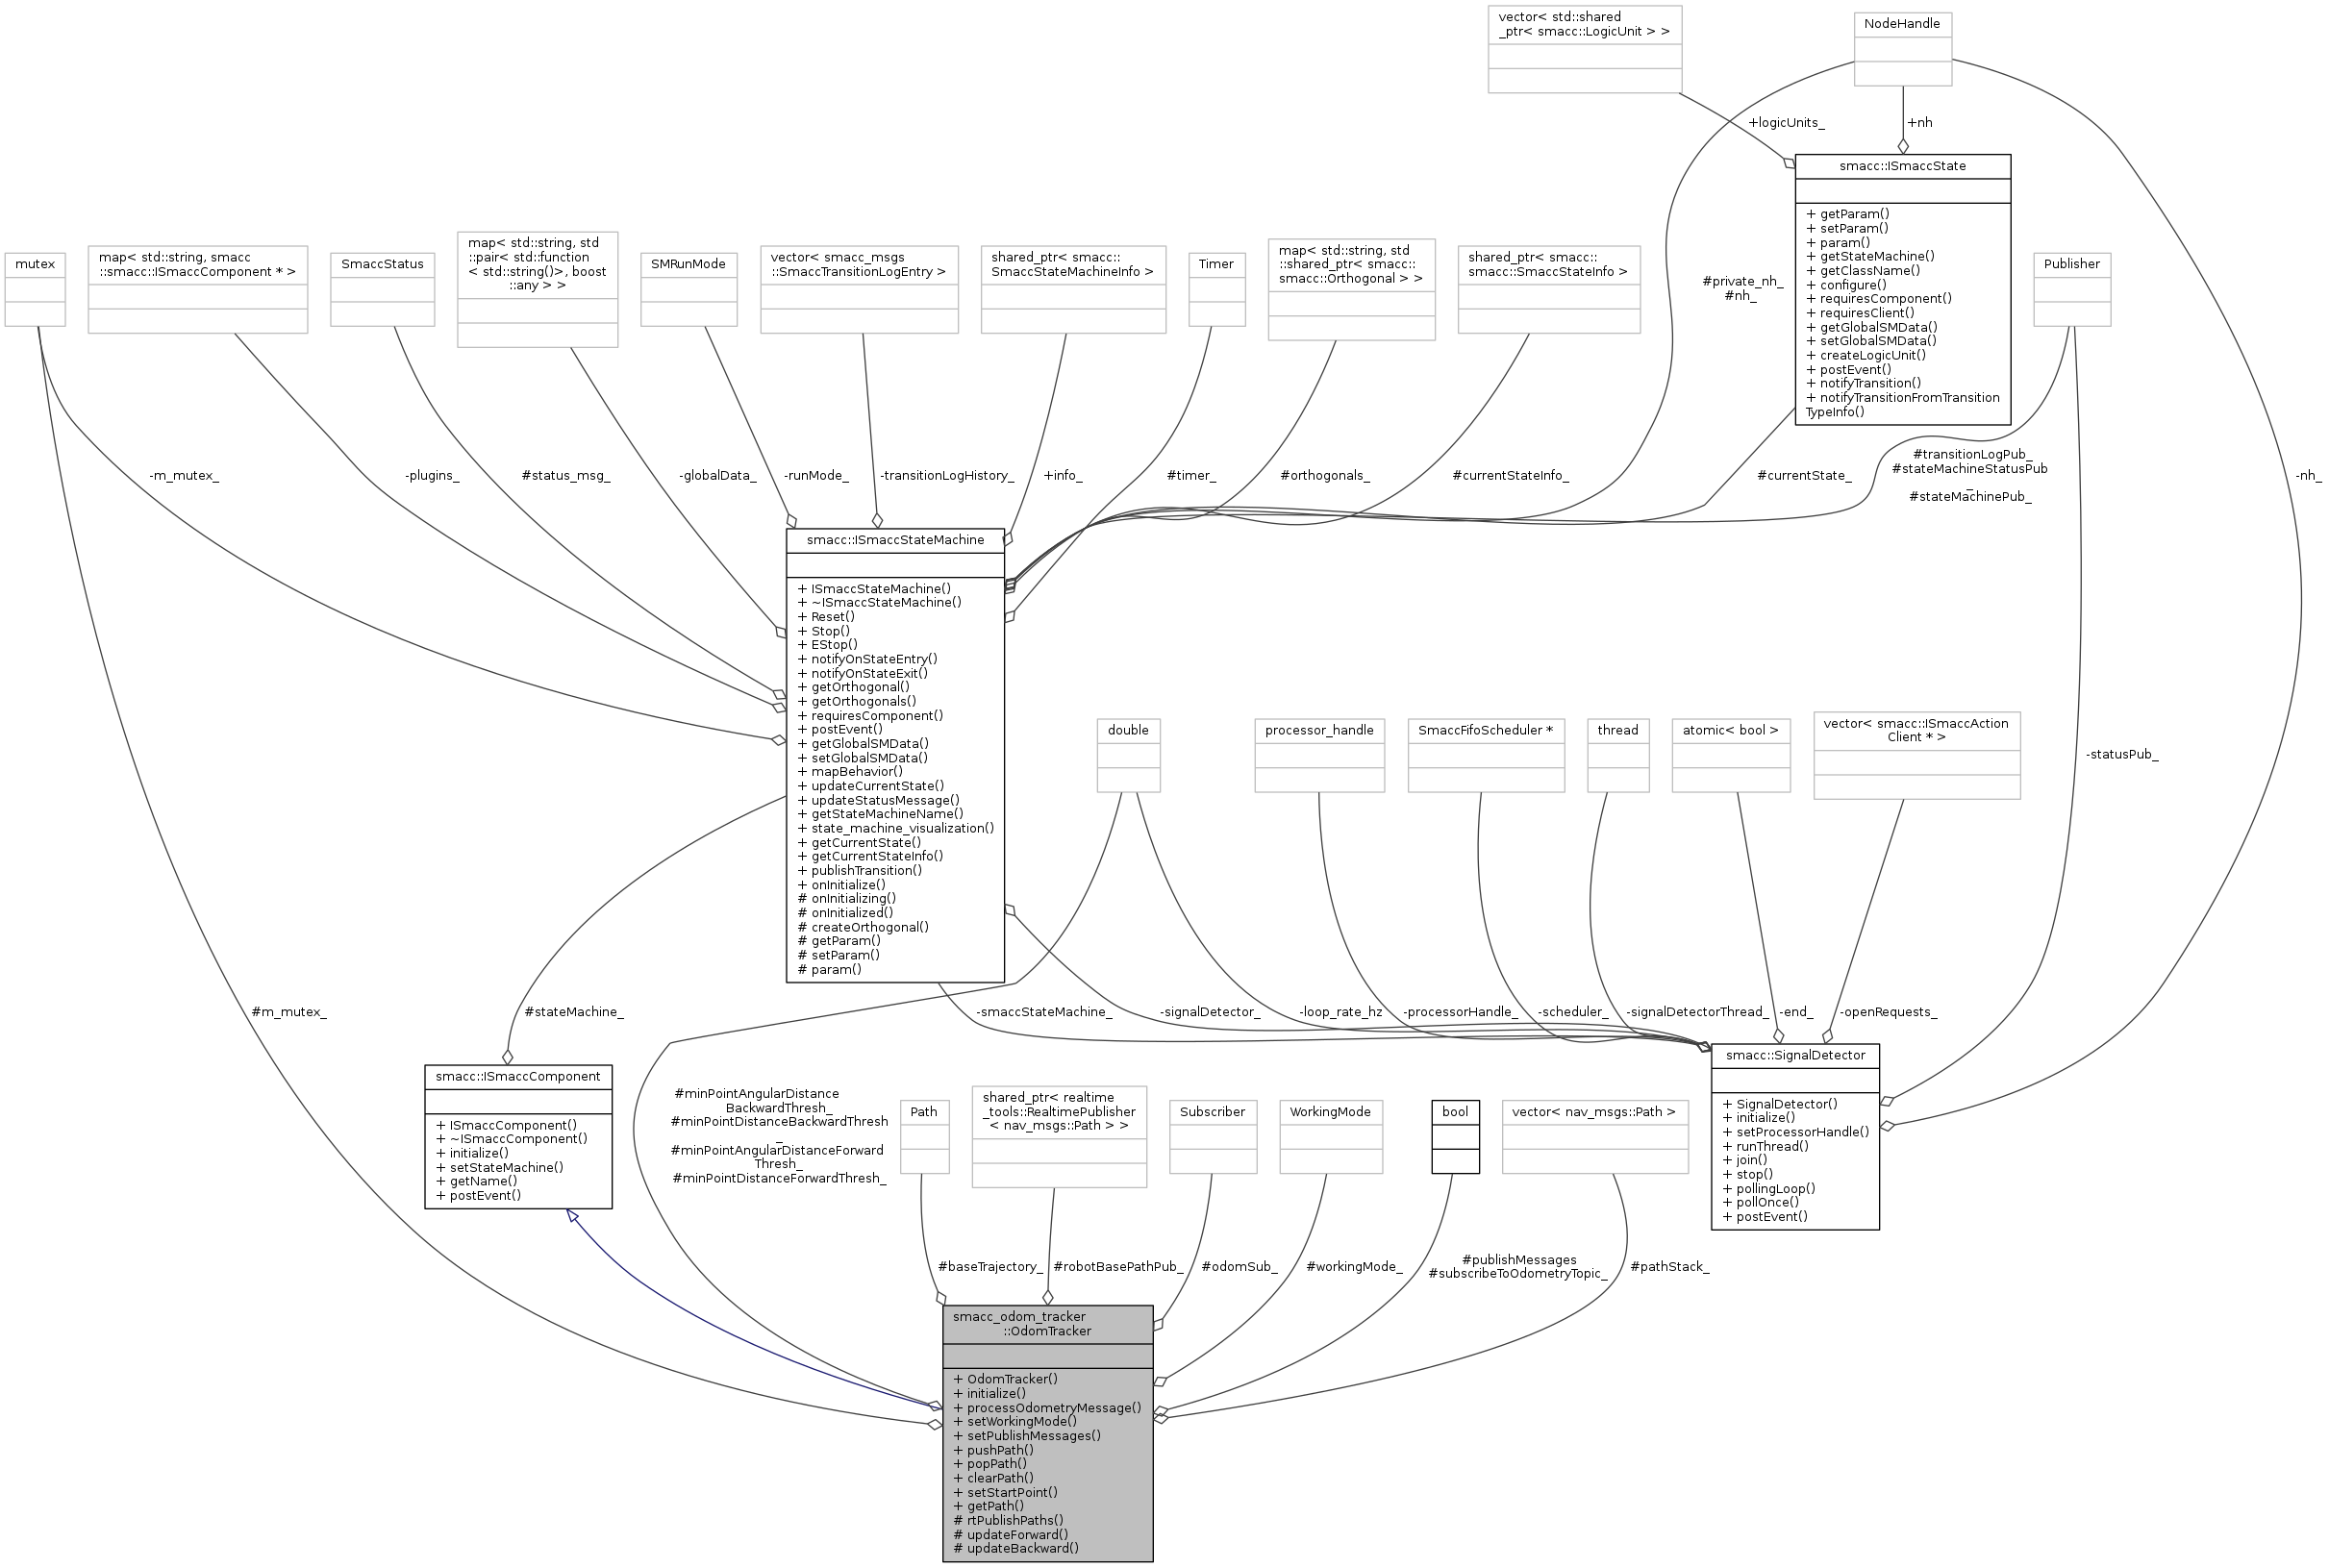 vector< std::shared
_ptr< smacc::LogicUnit > >
NodeHandle
+logicUnits_
+nh
smacc::ISmaccState
+ getParam()
+ setParam()
+ param()
+ getStateMachine()
+ getClassName()
+ configure()
+ requiresComponent()
+ requiresClient()
+ getGlobalSMData()
+ setGlobalSMData()
+ createLogicUnit()
+ postEvent()
+ notifyTransition()
+ notifyTransitionFromTransition
TypeInfo()
mutex
map< std::string, smacc
::smacc::ISmaccComponent * >
SmaccStatus
map< std::string, std
::pair< std::function
< std::string()>, boost
::any > >
SMRunMode
vector< smacc_msgs
::SmaccTransitionLogEntry >
shared_ptr< smacc::
SmaccStateMachineInfo >
Timer
map< std::string, std
::shared_ptr< smacc::
smacc::Orthogonal > >
shared_ptr< smacc::
smacc::SmaccStateInfo >
#private_nh_
#nh_
Publisher
-m_mutex_
-plugins_
#status_msg_
-globalData_
-runMode_
-transitionLogHistory_
+info_
#timer_
#orthogonals_
#currentStateInfo_
#currentState_
#transitionLogPub_
#stateMachineStatusPub
_
#stateMachinePub_
-nh_
smacc::ISmaccStateMachine
+ ISmaccStateMachine()
+ ~ISmaccStateMachine()
+ Reset()
+ Stop()
+ EStop()
+ notifyOnStateEntry()
+ notifyOnStateExit()
+ getOrthogonal()
+ getOrthogonals()
+ requiresComponent()
+ postEvent()
+ getGlobalSMData()
+ setGlobalSMData()
+ mapBehavior()
+ updateCurrentState()
+ updateStatusMessage()
+ getStateMachineName()
+ state_machine_visualization()
+ getCurrentState()
+ getCurrentStateInfo()
+ publishTransition()
+ onInitialize()
# onInitializing()
# onInitialized()
# createOrthogonal()
# getParam()
# setParam()
# param()
double
processor_handle
SmaccFifoScheduler *
thread
atomic< bool >
vector< smacc::ISmaccAction
Client * >
-statusPub_
#m_mutex_
#stateMachine_
-smaccStateMachine_
-signalDetector_
-loop_rate_hz
-processorHandle_
-scheduler_
-signalDetectorThread_
-end_
-openRequests_
smacc::ISmaccComponent
+ ISmaccComponent()
+ ~ISmaccComponent()
+ initialize()
+ setStateMachine()
+ getName()
+ postEvent()
#minPointAngularDistance
BackwardThresh_
#minPointDistanceBackwardThresh
_
#minPointAngularDistanceForward
Thresh_
#minPointDistanceForwardThresh_
Path
shared_ptr< realtime
_tools::RealtimePublisher
< nav_msgs::Path > >
Subscriber
WorkingMode
bool
vector< nav_msgs::Path >
smacc::SignalDetector
+ SignalDetector()
+ initialize()
+ setProcessorHandle()
+ runThread()
+ join()
+ stop()
+ pollingLoop()
+ pollOnce()
+ postEvent()
#baseTrajectory_
#robotBasePathPub_
#odomSub_
#workingMode_
#publishMessages
#subscribeToOdometryTopic_
#pathStack_
smacc_odom_tracker
::OdomTracker
+ OdomTracker()
+ initialize()
+ processOdometryMessage()
+ setWorkingMode()
+ setPublishMessages()
+ pushPath()
+ popPath()
+ clearPath()
+ setStartPoint()
+ getPath()
# rtPublishPaths()
# updateForward()
# updateBackward()